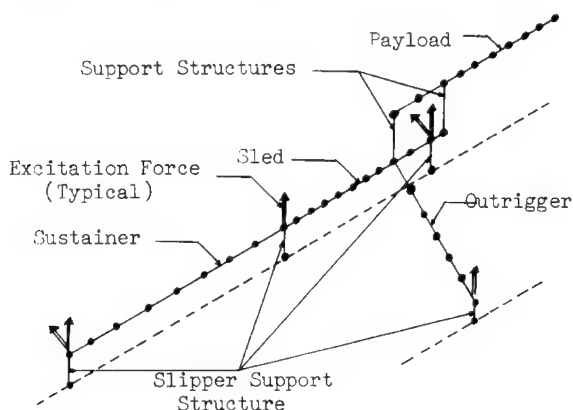 Payload
Support Structures
Excitation Force
(Typical)
Sled
Outrigger
Sustainer
Slipper Support
Structure